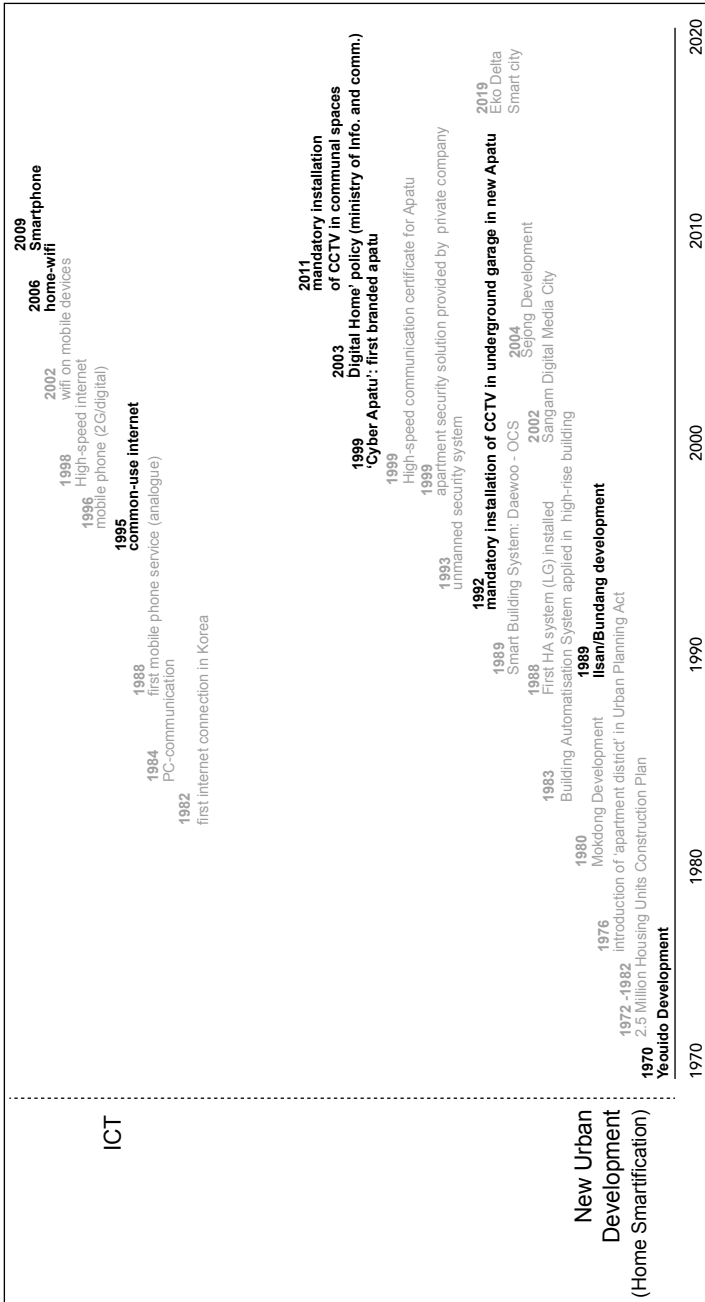 ICT
2009
Smartphone
2006
home-wifi
2002
wifi on mobile devices
1998
High-speed internet
1996
mobile phone (2G/digital)
1995
common-use internet
1988
first mobile phone service (analogue)
1984
PC-communication
1982
first internet connection in Korea
New Urban
Development
(Home Smartification)
2011
mandatory installation
of CCTV in communal spaces
2003
Digital Home' policy (ministry of Info. and comm.)
1999
'Cyber Apatu': first branded apatu
1999
High-speed communication certificate for Apatu
1999
apartment security solution provided by private company
1993
unmanned security system
1992
mandatory installation of CCTV in underground garage in new Apatu
2019
Eko Delta
Smart city
1989
Smart Building System: Daewoo - OCS
2004
Sejong Development
1988
First HA system (LG) installed
2002
Sangam Digital Media City
1983
Building Automatisation System applied in high-rise building
1989
Ilsan/Bundang development
1980
Mokdong Development
1976
introduction of 'apartment district' in Urban Planning Act
1972 -1982
2.5 Million Housing Units Construction Plan
1970
Yeouido Development
1970 1980 1990 2000 2010 2020